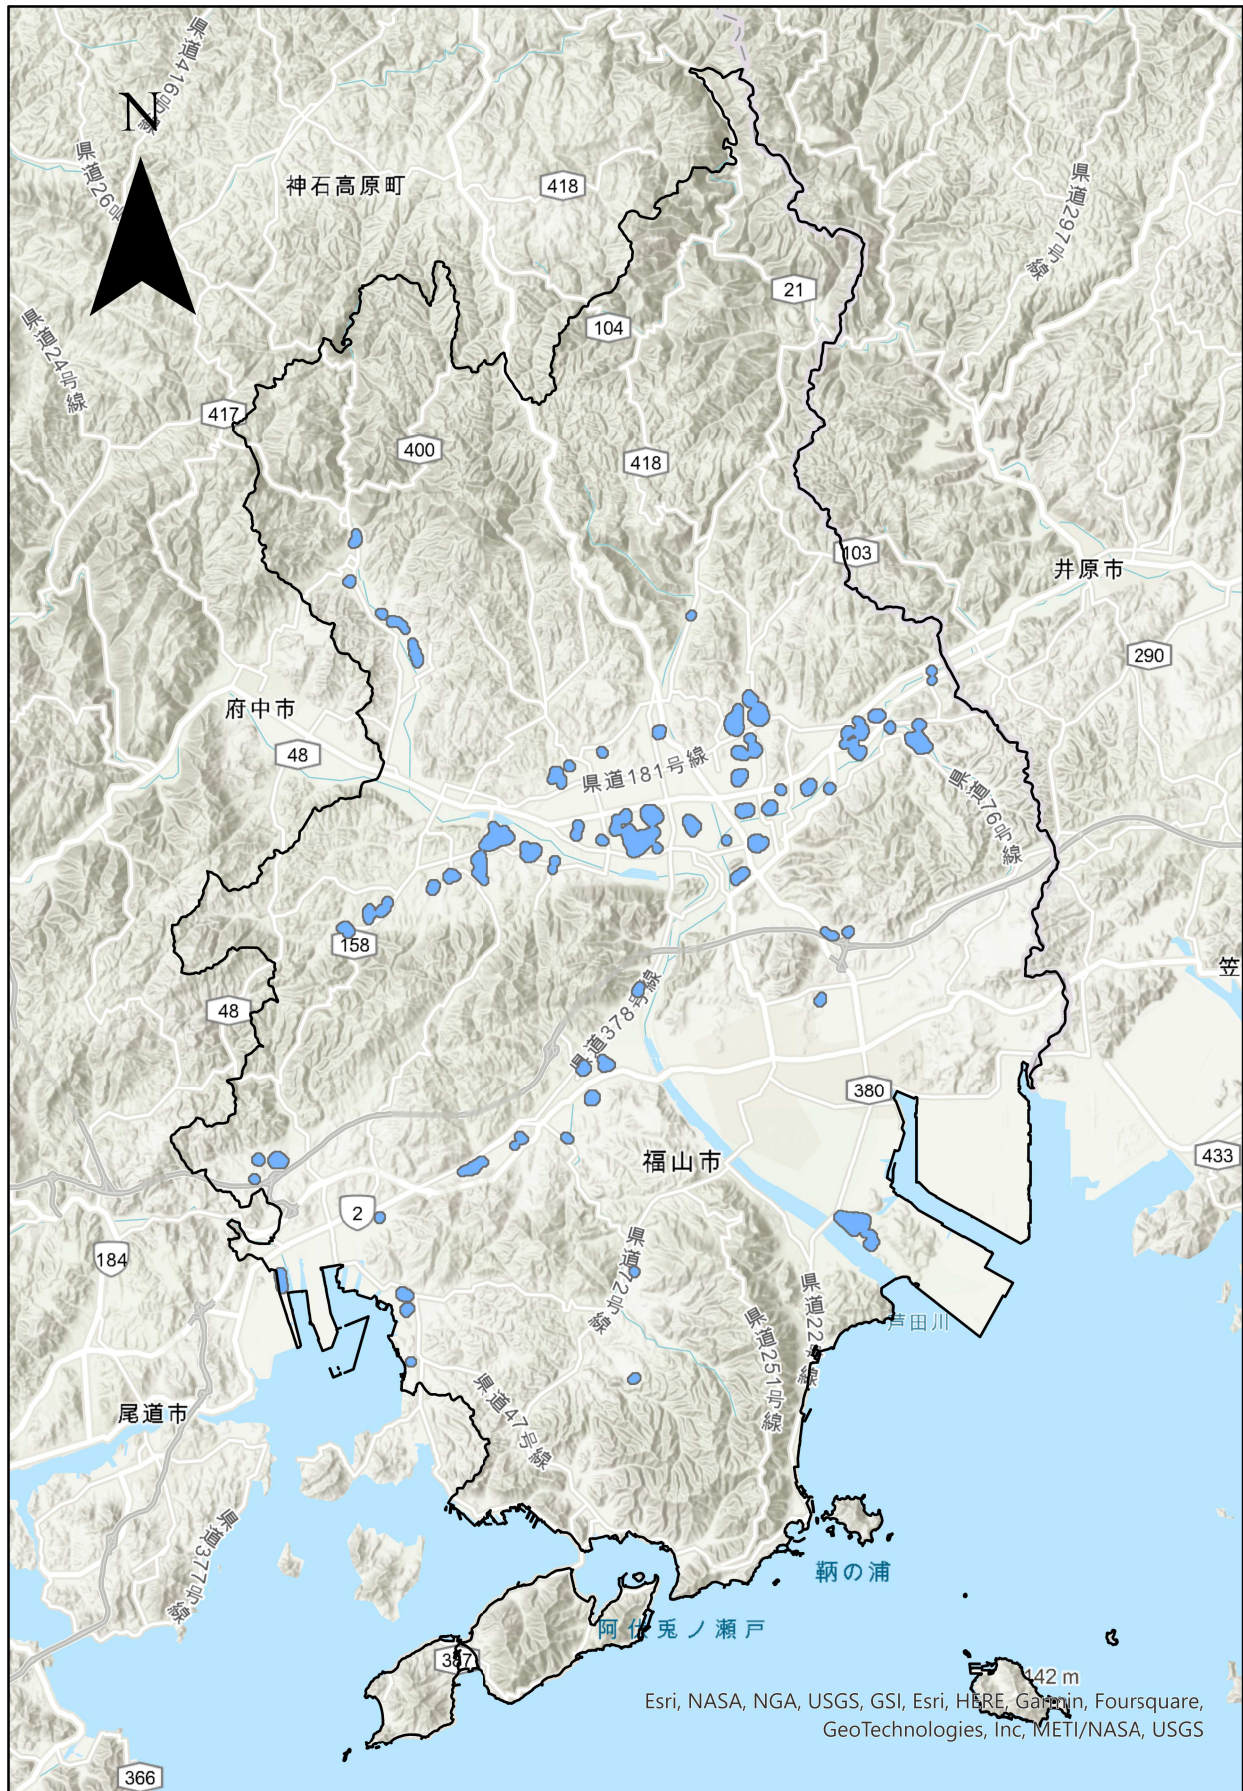 県道416号線
N
県道26号
神石高原町
418
県道297号線
21
104
県道24号線
417
400
418
103
井原市
290
府中市
48
県道181号線
県道76号線
158
笠
48
県道378号線
380
福山市
433
2
184
県道72号線
県道22号線
県道251号線
芦田川
県道47号線
尾道市
県道377号線
鞆の浦
阿伏兎ノ瀬戸
387
142 m
Esri, NASA, NGA, USGS, GSI, Esri, HERE, Garmin, Foursquare,
GeoTechnologies, Inc, METI/NASA, USGS
366